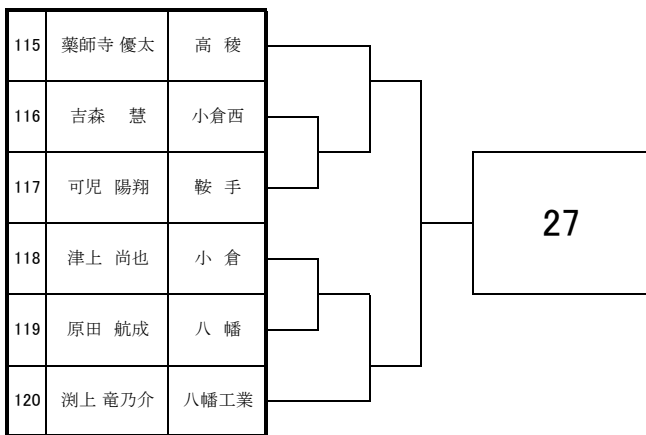 115 藥師寺 優太 高 稜
116 吉森 慧 小倉西
117 可児 陽翔 鞍 手
27
118 津上 尚也 小 倉
119 原田 航成 八 幡
120 渕上 竜乃介 八幡工業